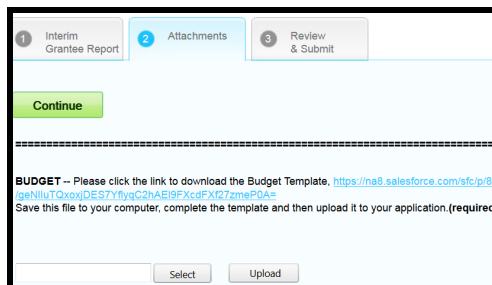 1 Interim Grantee Report
2 Attachments
3 Review & Submit
Continue
==========================================================================
BUDGET -- Please click the link to download the Budget Template, https://na8.salesforce.com/sfc/p/8
Save this file to your computer, complete the template and then upload it to your application.(required
Select
Upload